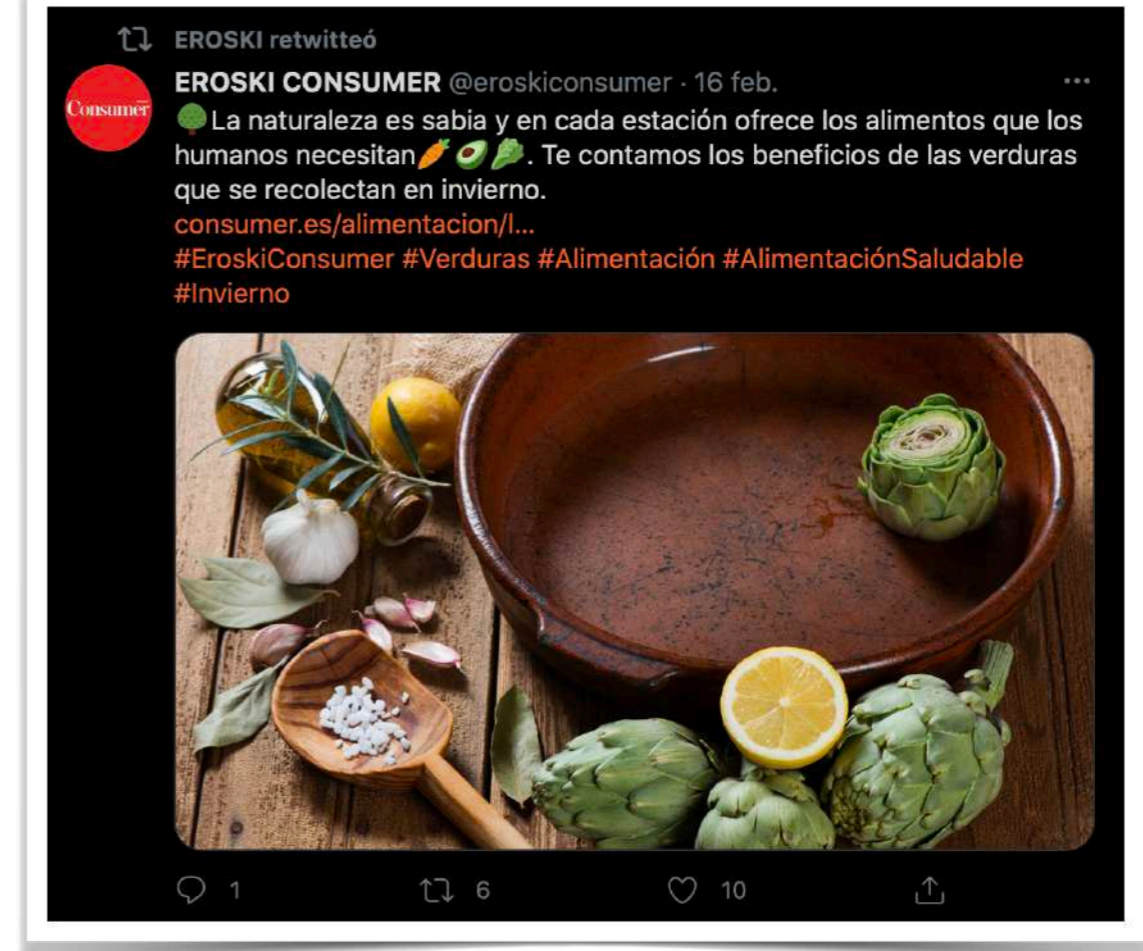 EROSKI retwitteó
EROSKI CONSUMER @eroskiconsumer · 16 feb.
Consumer
🌳La naturaleza es sabia y en cada estación ofrece los alimentos que los
humanos necesitan🥕🥑🥬. Te contamos los beneficios de las verduras
que se recolectan en invierno.
consumer.es/alimentacion/l...
#EroskiConsumer #Verduras #Alimentación #AlimentaciónSaludable
#Invierno
1 6 10